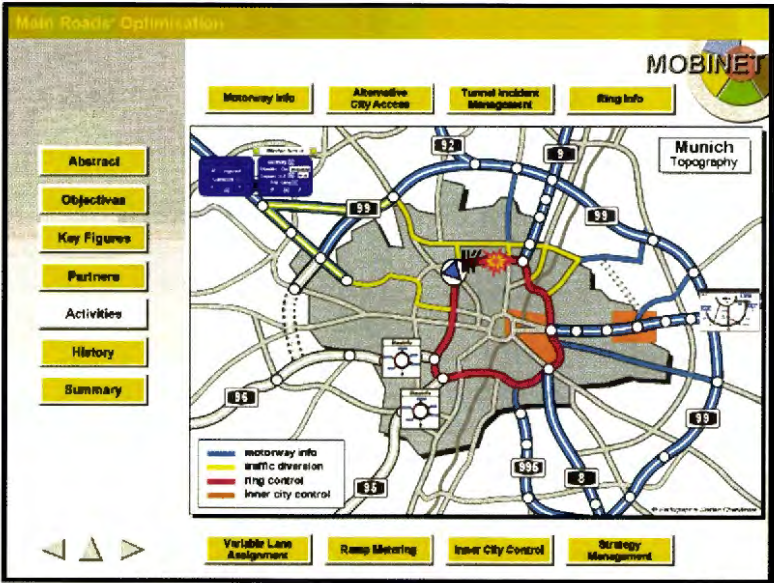 Main Roads' Optimisation
MOBINET
Motorway Info
Alternative
City Access
Tunnel Incident
Management
Ring Info
Munich
Topography
Abstract
Objectives
Key Figures
Partners
Activities
History
Summary
92
9
99
99
96
95
995
8
99
motorway info
traffic diversion
ring control
inner city control
Variable Lane
Assignment
Ramp Metering
Inner City Control
Strategy
Management